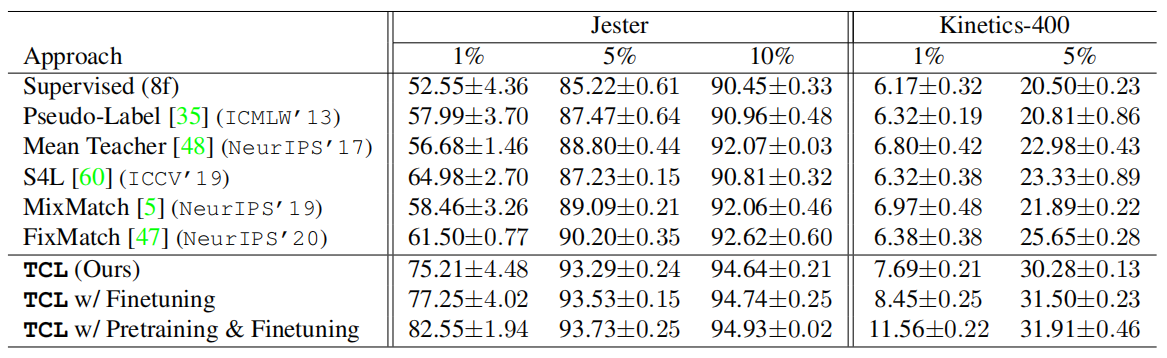 Jester Kinetics-400
Approach 1% 5% 10% 1% 5%
Supervised (8f) 52.55±4.36 85.22±0.61 90.45±0.33 6.17±0.32 20.50±0.23
Pseudo-Label [35] (ICMLW'13) 57.99±3.70 87.47±0.64 90.96±0.48 6.32±0.19 20.81±0.86
Mean Teacher [48] (NeurIPS'17) 56.68±1.46 88.80±0.44 92.07±0.03 6.80±0.42 22.98±0.43
S4L [60] (ICCV'19) 64.98±2.70 87.23±0.15 90.81±0.32 6.32±0.38 23.33±0.89
MixMatch [5] (NeurIPS'19) 58.46±3.26 89.09±0.21 92.06±0.46 6.97±0.48 21.89±0.22
FixMatch [47] (NeurIPS'20) 61.50±0.77 90.20±0.35 92.62±0.60 6.38±0.38 25.65±0.28
TCL (Ours) 75.21±4.48 93.29±0.24 94.64±0.21 7.69±0.21 30.28±0.13
TCL w/ Finetuning 77.25±4.02 93.53±0.15 94.74±0.25 8.45±0.25 31.50±0.23
TCL w/ Pretraining & Finetuning 82.55±1.94 93.73±0.25 94.93±0.02 11.56±0.22 31.91±0.46